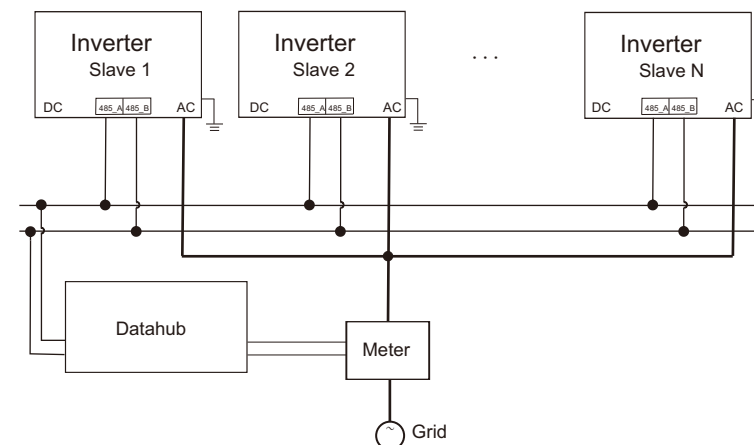 Inverter
Slave 1
DC 485_A 485_B AC
Inverter
Slave 2
DC 485_A 485_B AC
. . .
Inverter
Slave N
DC 485_A 485_B AC
Datahub
Meter
~
Grid